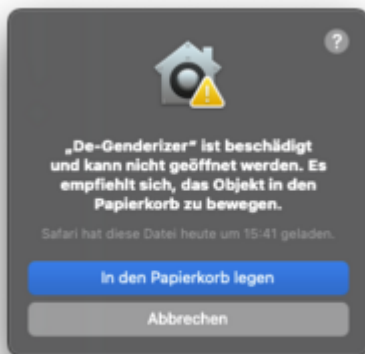 ?
„De-Genderizer“ ist beschädigt
und kann nicht geöffnet werden. Es
empfiehlt sich, das Objekt in den
Papierkorb zu bewegen.
Safari hat diese Datei heute um 15:41 geladen.
In den Papierkorb legen
Abbrechen